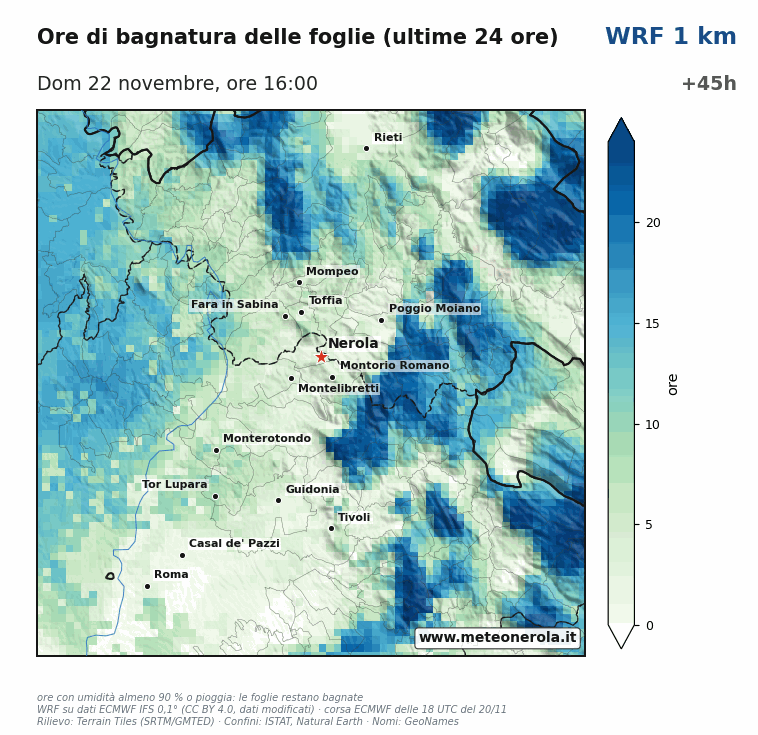 Ore di bagnatura delle foglie (ultime 24 ore)
WRF 1 km
Dom 22 novembre, ore 16:00
+45h
Rieti
Mompeo
Fara in Sabina
Toffia
Poggio Moiano
Nerola
Montorio Romano
Montelibretti
Monterotondo
Tor Lupara
Guidonia
Tivoli
Casal de' Pazzi
Roma
www.meteonerola.it
20
15
10
5
0
ore
ore con umidità almeno 90 % o pioggia: le foglie restano bagnate
WRF su dati ECMWF IFS 0,1° (CC BY 4.0, dati modificati) · corsa ECMWF delle 18 UTC del 20/11
Rilievo: Terrain Tiles (SRTM/GMTED) · Confini: ISTAT, Natural Earth · Nomi: GeoNames